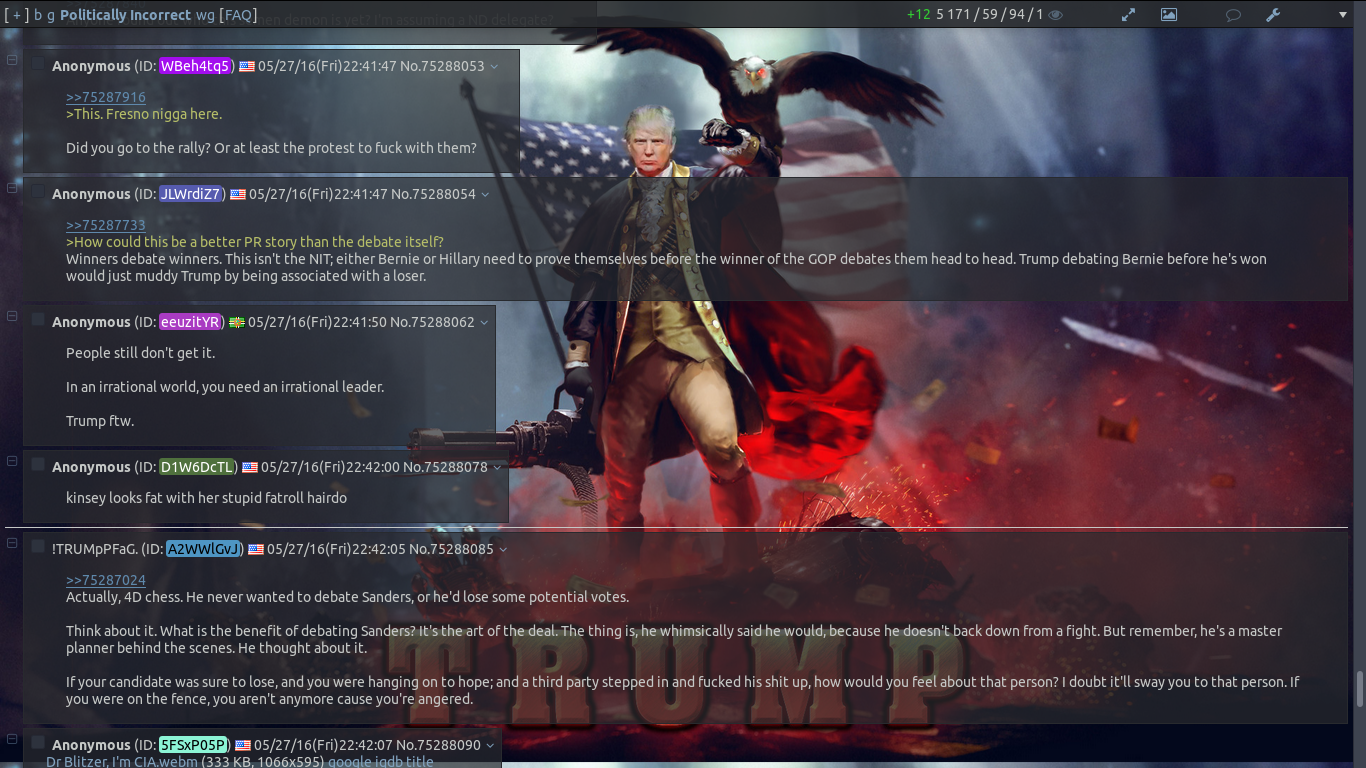 [ + ] b g Politically Incorrect wg [FAQ]
+12 5 171 / 59 / 94 / 1
demon is yet? I'm assuming a ND delegate?
Anonymous (ID: WBeh4tq5) 05/27/16(Fri)22:41:47 No.75288053
>>75287916
>This. Fresno nigga here.
Did you go to the rally? Or at least the protest to fuck with them?
Anonymous (ID: JLWrdiZ7) 05/27/16(Fri)22:41:47 No.75288054
>>75287733
>How could this be a better PR story than the debate itself?
Winners debate winners. This isn't the NIT; either Bernie or Hillary need to prove themselves before the winner of the GOP debates them head to head. Trump debating Bernie before he's won
would just muddy Trump by being associated with a loser.
Anonymous (ID: eeuzitYR) 05/27/16(Fri)22:41:50 No.75288062
People still don't get it.
In an irrational world, you need an irrational leader.
Trump ftw.
Anonymous (ID: D1W6DcTL) 05/27/16(Fri)22:42:00 No.75288078
kinsey looks fat with her stupid fatroll hairdo
!TRUMpPFaG. (ID: A2WWlGvJ) 05/27/16(Fri)22:42:05 No.75288085
>>75287024
Actually, 4D chess. He never wanted to debate Sanders, or he'd lose some potential votes.
Think about it. What is the benefit of debating Sanders? It's the art of the deal. The thing is, he whimsically said he would, because he doesn't back down from a fight. But remember, he's a master
planner behind the scenes. He thought about it.
If your candidate was sure to lose, and you were hanging on to hope; and a third party stepped in and fucked his shit up, how would you feel about that person? I doubt it'll sway you to that person. If
you were on the fence, you aren't anymore cause you're angered.
TRUMP
Anonymous (ID: 5FSxP05P) 05/27/16(Fri)22:42:07 No.75288090
Dr Blitzer, I'm CIA.webm (333 KB, 1066x595) google iqdb title